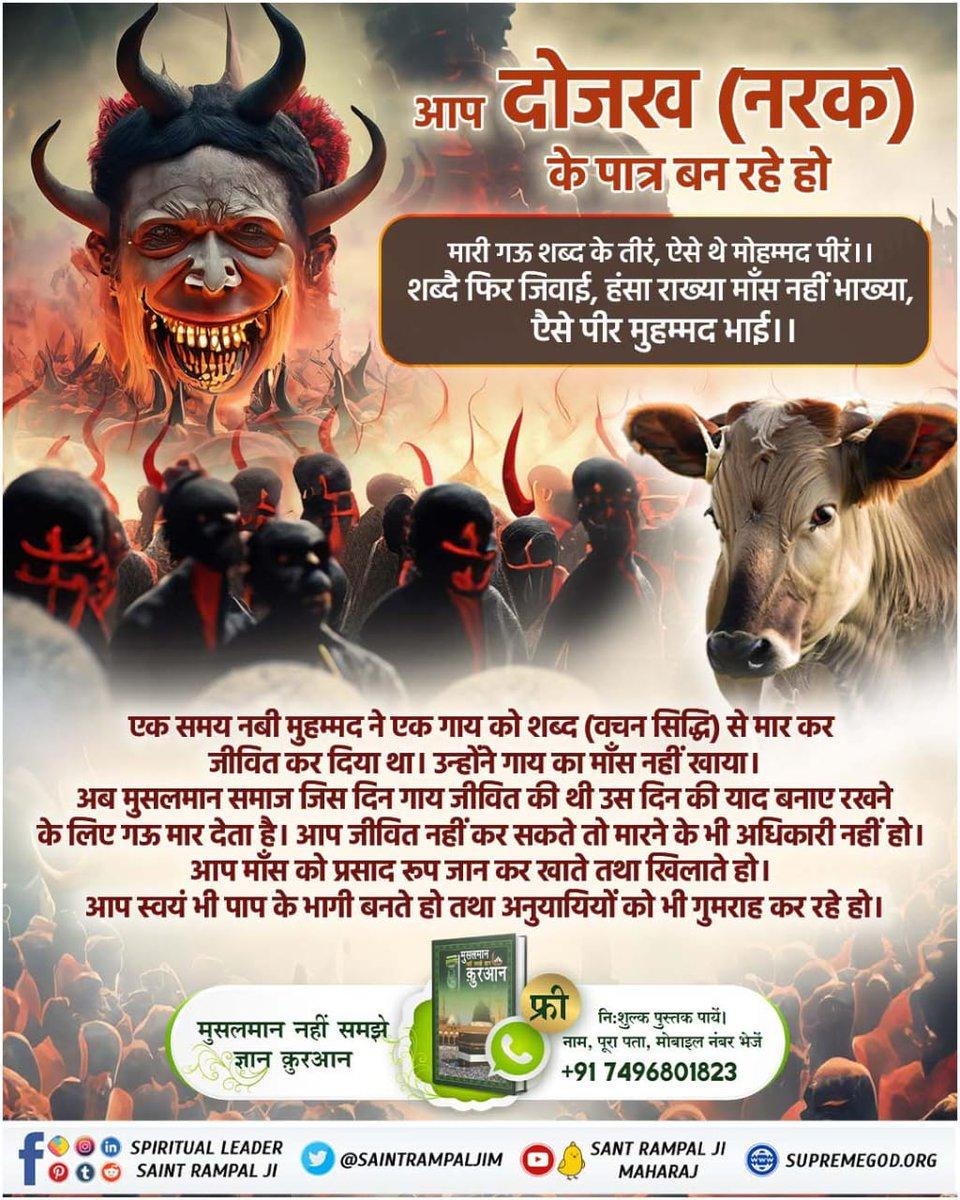 आप दोजख (नरक)
के पात्र बन रहे हो
मारी गऊ शब्द के तीरं, ऐसे थे मोहम्मद पीरं।।
शब्दै फिर जिवाई, हंसा राख्या माँस नहीं भाख्या,
एैसे पीर मुहम्मद भाई।।
एक समय नबी मुहम्मद ने एक गाय को शब्द (वचन सिद्धि) से मार कर
जीवित कर दिया था। उन्होंने गाय का माँस नहीं खाया।
अब मुसलमान समाज जिस दिन गाय जीवित की थी उस दिन की याद बनाए रखने
के लिए गऊ मार देता है। आप जीवित नहीं कर सकते तो मारने के भी अधिकारी नहीं हो।
आप माँस को प्रसाद रूप जान कर खाते तथा खिलाते हो।
आप स्वयं भी पाप के भागी बनते हो तथा अनुयायियों को भी गुमराह कर रहे हो।
मुसलमान नहीं समझे
ज्ञान क़ुरआन
मुसलमान
क़ुरआन
फ्री
नि:शुल्क पुस्तक पायें।
नाम, पूरा पता, मोबाइल नंबर भेजें
+91 7496801823
SPIRITUAL LEADER
SAINT RAMPAL JI
@SAINTRAMPALJIM
SANT RAMPAL JI
MAHARAJ
SUPREMEGOD.ORG